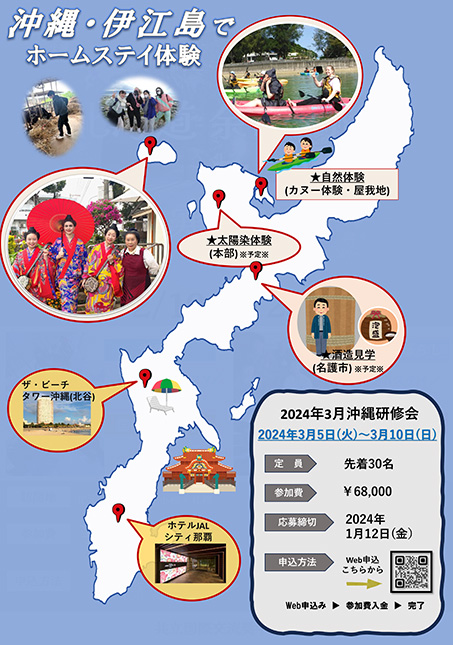 沖縄・伊江島で
ホームステイ体験
★自然体験
(カヌー体験・屋我地)
★太陽染体験
(本部) ※予定※
★酒造見学
(名護市) ※予定※
泡盛
ザ・ビーチ
タワー沖縄(北谷)
ホテルJAL
シティ那覇
2024年3月沖縄研修会
2024年3月5日(火)～3月10日(日)
定　員
先着30名
参加費
￥68,000
応募締切
2024年
1月12日(金)
申込方法
Web申込
こちらから
Web申込み ▶ 参加費入金 ▶ 完了